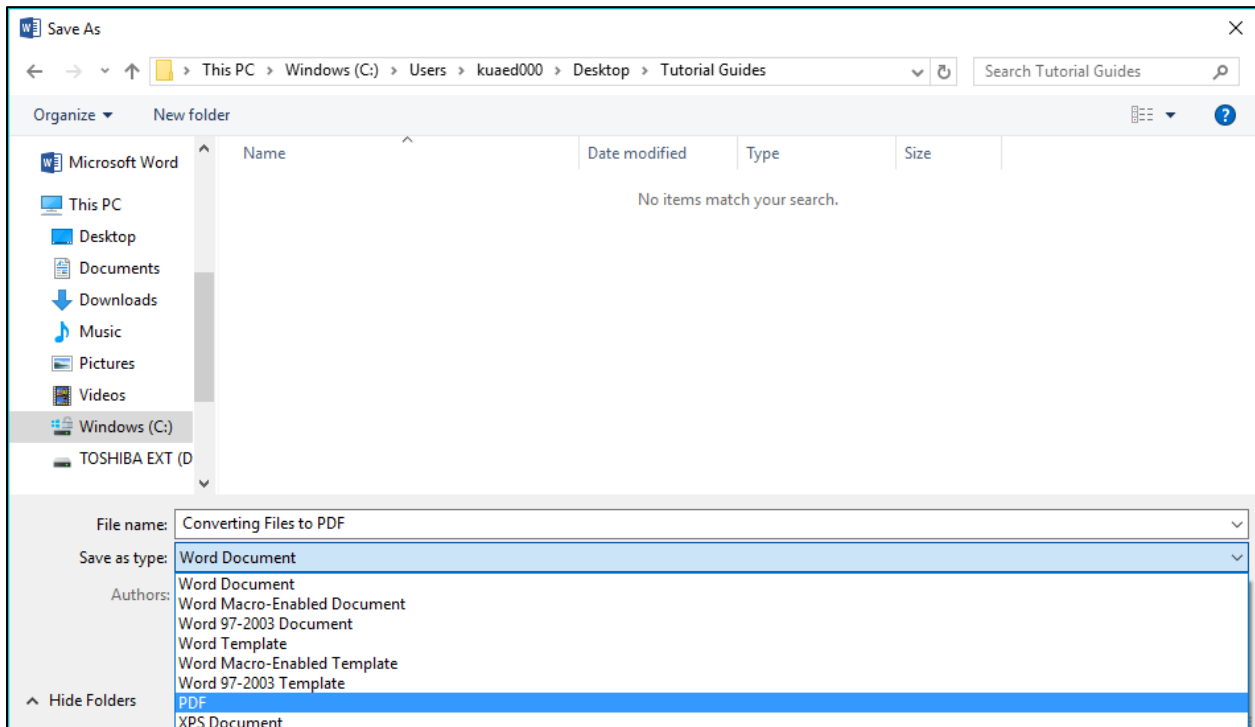 Save As
This PC > Windows (C:) > Users > kuaed000 > Desktop > Tutorial Guides
Search Tutorial Guides
Organize
New folder
Name
Date modified
Type
Size
No items match your search.
Microsoft Word
This PC
Desktop
Documents
Downloads
Music
Pictures
Videos
Windows (C:)
TOSHIBA EXT (D
File name: Converting Files to PDF
Save as type: Word Document
Authors:
Word Document
Word Macro-Enabled Document
Word 97-2003 Document
Word Template
Word Macro-Enabled Template
Word 97-2003 Template
PDF
XPS Document
Hide Folders